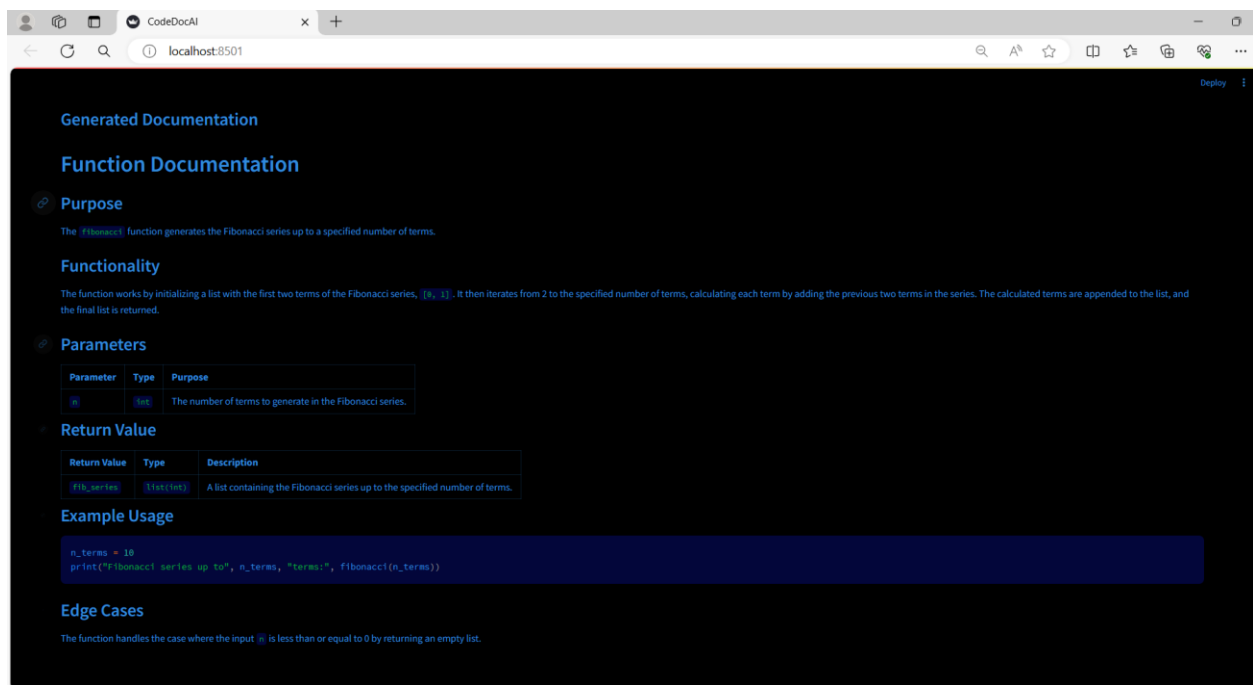 CodeDocAI
localhost:8501
Deploy
Generated Documentation
Function Documentation
Purpose
The fibonacci function generates the Fibonacci series up to a specified number of terms.
Functionality
The function works by initializing a list with the first two terms of the Fibonacci series, [0, 1] . It then iterates from 2 to the specified number of terms, calculating each term by adding the previous two terms in the series. The calculated terms are appended to the list, and
the final list is returned.
Parameters
Parameter Type Purpose
n int The number of terms to generate in the Fibonacci series.
Return Value
Return Value Type Description
fib_series list(int) A list containing the Fibonacci series up to the specified number of terms.
Example Usage
n_terms = 10
print("Fibonacci series up to", n_terms, "terms:", fibonacci(n_terms))
Edge Cases
The function handles the case where the input n is less than or equal to 0 by returning an empty list.